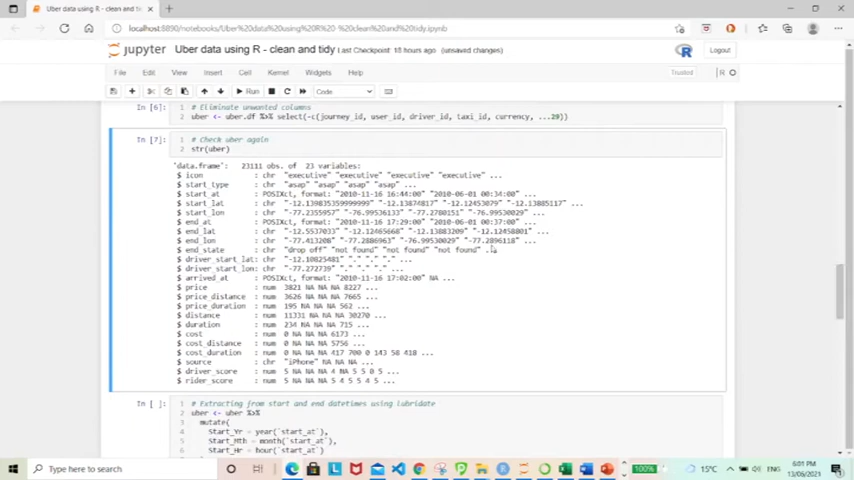 Uber data using R - clean and tidy
localhost:8890/notebooks/Uber%20data%20using%20R%20-%20clean%20and%20tidy.ipynb
jupyter Uber data using R - clean and tidy Last Checkpoint: 18 hours ago (unsaved changes)
R Logout
File Edit View Insert Cell Kernel Widgets Help
Trusted R
Run Code
In [6]: 1 # Eliminate unwanted columns
2 uber <- uber.df %>% select(-c(journey_id, user_id, driver_id, taxi_id, currency, ...29))
In [7]: 1 # Check uber again
2 str(uber)
'data.frame': 23111 obs. of 23 variables:
$ icon : chr "executive" "executive" "executive" "executive" ...
$ start_type : chr "asap" "asap" "asap" "asap" ...
$ start_at : POSIXct, format: "2010-11-16 16:44:00" "2010-06-01 00:34:00" ...
$ start_lat : chr "-12.139835999999999" "-12.13874817" "-12.12453079" "-12.13885117" ...
$ start_lon : chr "-77.2355957" "-76.99536133" "-77.2780151" "-76.99530029" ...
$ end_at : POSIXct, format: "2010-11-16 17:29:00" "2010-06-01 00:37:00" ...
$ end_lat : chr "-12.5537033" "-12.12465668" "-12.13883209" "-12.12458801" ...
$ end_lon : chr "-77.413208" "-77.2886963" "-76.99530029" "-77.2896118" ...
$ end_state : chr "drop off" "not found" "not found" "not found" ...
$ driver_start_lat: chr "-12.10825481" "." "." "." ...
$ driver_start_lon: chr "-77.272739" "." "." "." ...
$ arrived_at : POSIXct, format: "2010-11-16 17:02:00" NA ...
$ price : num 3821 NA NA NA 8227 ...
$ price_distance : num 3626 NA NA NA 7665 ...
$ price_duration : num 195 NA NA NA 562 ...
$ distance : num 11331 NA NA NA 30270 ...
$ duration : num 234 NA NA NA 715 ...
$ cost : num 0 NA NA NA 6173 ...
$ cost_distance : num 0 NA NA NA 5756 ...
$ cost_duration : num 0 NA NA NA 417 700 0 143 58 418 ...
$ source : chr "iPhone" NA NA NA ...
$ driver_score : num 5 NA NA NA 4 NA 5 5 0 5 ...
$ rider_score : num 5 NA NA NA 5 4 5 5 4 5 ...
In [ ]: 1 # Extracting from start and end datetimes using lubridate
2 uber <- uber %>%
3 mutate(
4 Start_Yr = year(`start_at`),
5 Start_Mth = month(`start_at`),
6 Start_Hr = hour(`start_at`)
Type here to search 100% 15°C ENG 6:01 PM
13/06/2021